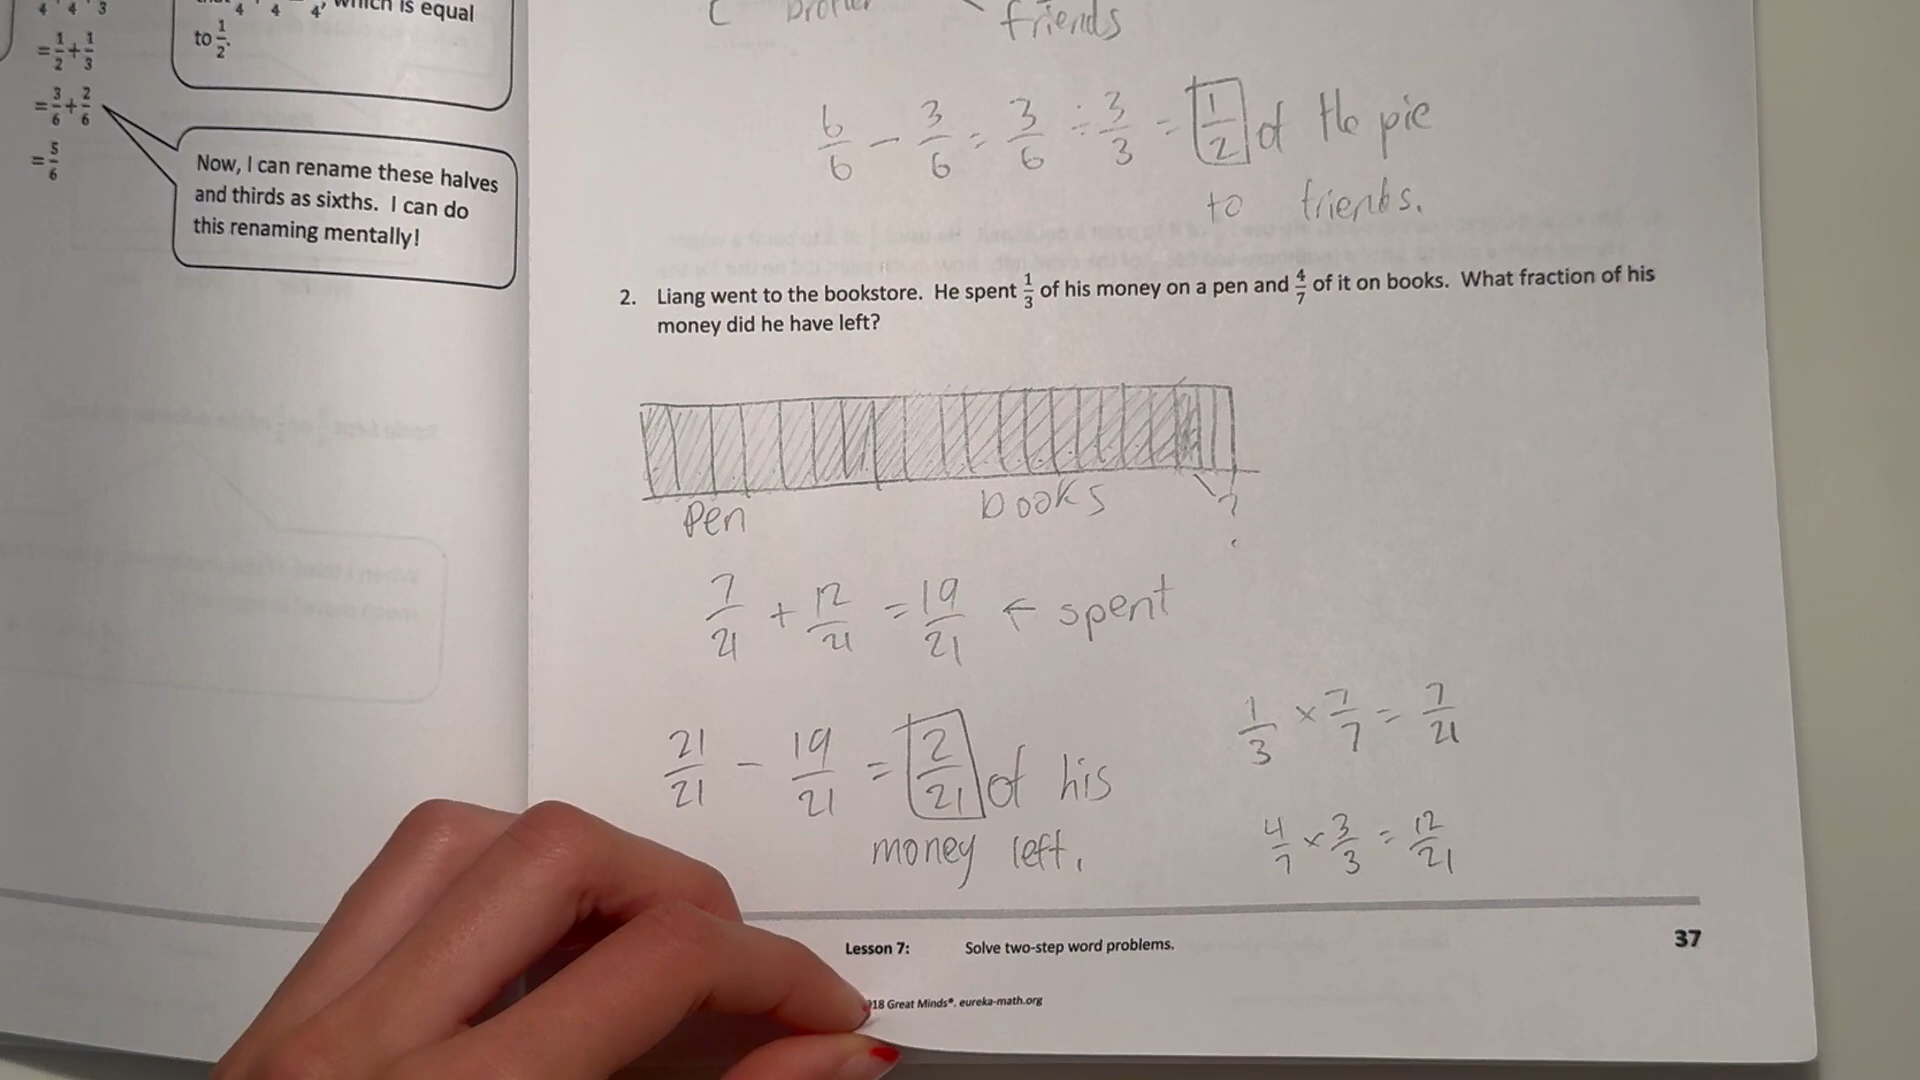 which is equal
to 1/2.
= 1/2 + 1/3
= 3/6 + 2/6
= 5/6
Now, I can rename these halves
and thirds as sixths. I can do
this renaming mentally!
friends
6/6 - 3/6 = 3/6 ÷ 3/3 = 1/2 of the pie
to friends.
2. Liang went to the bookstore. He spent 1/3 of his money on a pen and 4/7 of it on books. What fraction of his
money did he have left?
Pen books ?
7/21 + 12/21 = 19/21 ← spent
21/21 - 19/21 = 2/21 of his
money left.
1/3 × 7/7 = 7/21
4/7 × 3/3 = 12/21
Lesson 7: Solve two-step word problems.
37
18 Great Minds®. eureka-math.org